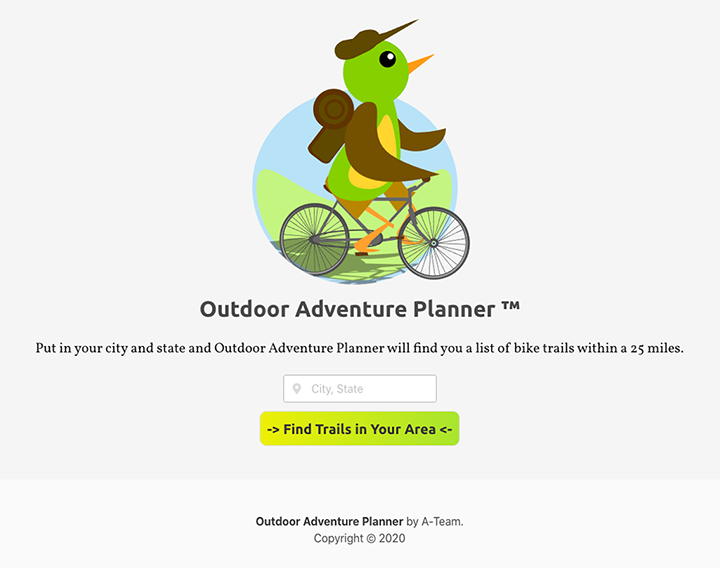 Outdoor Adventure Planner ™
Put in your city and state and Outdoor Adventure Planner will find you a list of bike trails within a 25 miles.
City, State
-> Find Trails in Your Area <-
Outdoor Adventure Planner by A-Team.
Copyright © 2020